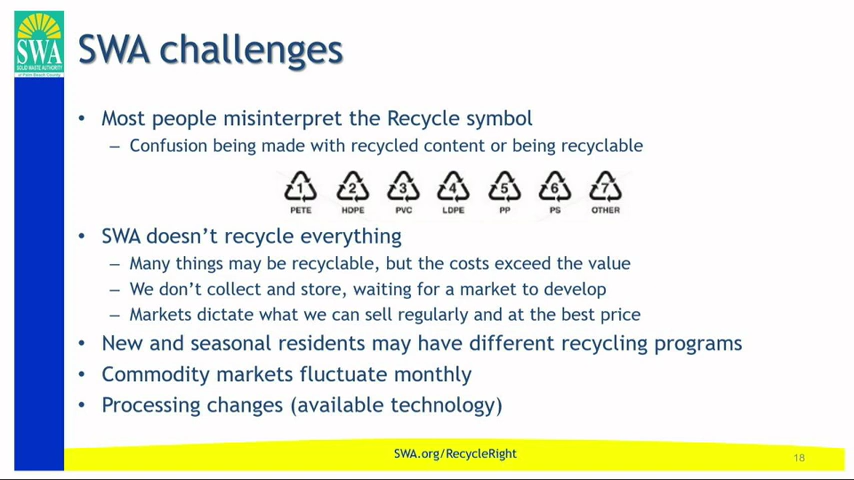 SWA
SOLID WASTE AUTHORITY
of Palm Beach County
SWA challenges
• Most people misinterpret the Recycle symbol
– Confusion being made with recycled content or being recyclable
1 2 3 4 5 6 7
PETE HDPE PVC LDPE PP PS OTHER
• SWA doesn't recycle everything
– Many things may be recyclable, but the costs exceed the value
– We don't collect and store, waiting for a market to develop
– Markets dictate what we can sell regularly and at the best price
• New and seasonal residents may have different recycling programs
• Commodity markets fluctuate monthly
• Processing changes (available technology)
SWA.org/RecycleRight
18